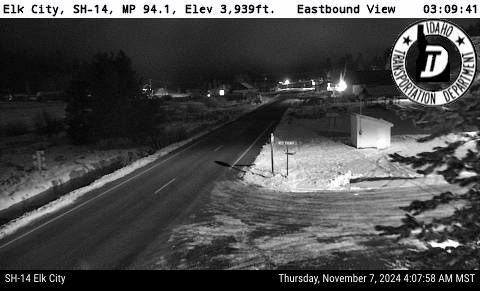 Elk City, SH-14, MP 94.1, Elev 3,939ft. Eastbound View 03:09:41
IDAHO
TRANSPORTATION DEPARTMENT
SH-14 Elk City Thursday, November 7, 2024 4:07:58 AM MST